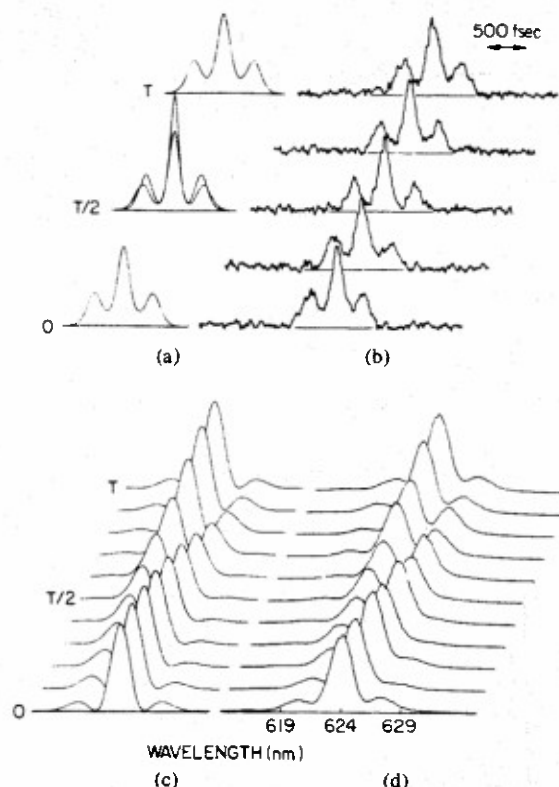 500 fsec
T
T/2
0
(a) (b)
T
T/2
0
619 624 629
WAVELENGTH (nm)
(c) (d)